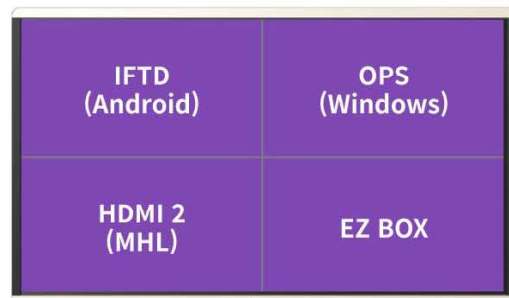 IFTD
(Android)
OPS
(Windows)
HDMI 2
(MHL)
EZ BOX